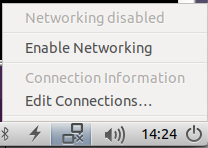 Networking disabled
Enable Networking
Connection Information
Edit Connections…
14:24